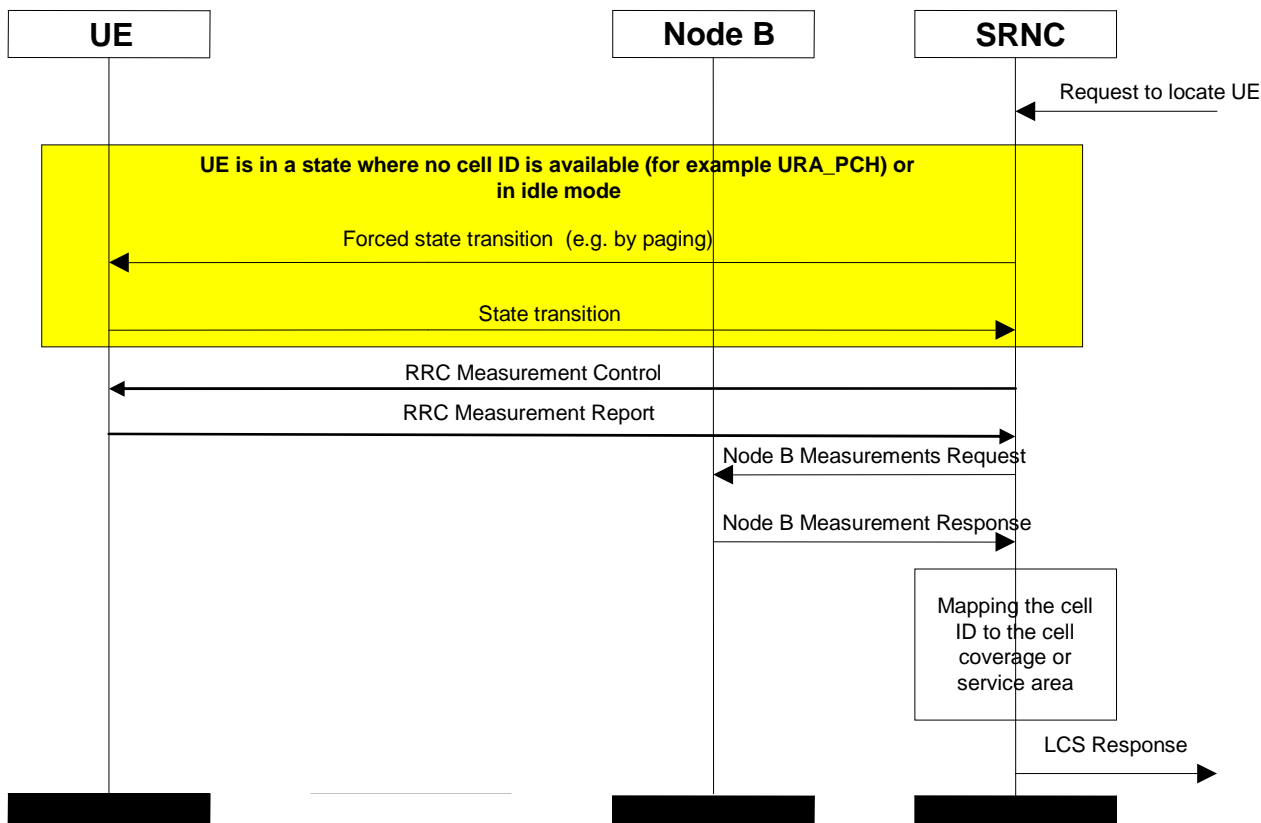 UE
Node B
SRNC
Request to locate UE
UE is in a state where no cell ID is available (for example URA_PCH) or
in idle mode
Forced state transition (e.g. by paging)
State transition
RRC Measurement Control
RRC Measurement Report
Node B Measurements Request
Node B Measurement Response
Mapping the cell
ID to the cell
coverage or
service area
LCS Response